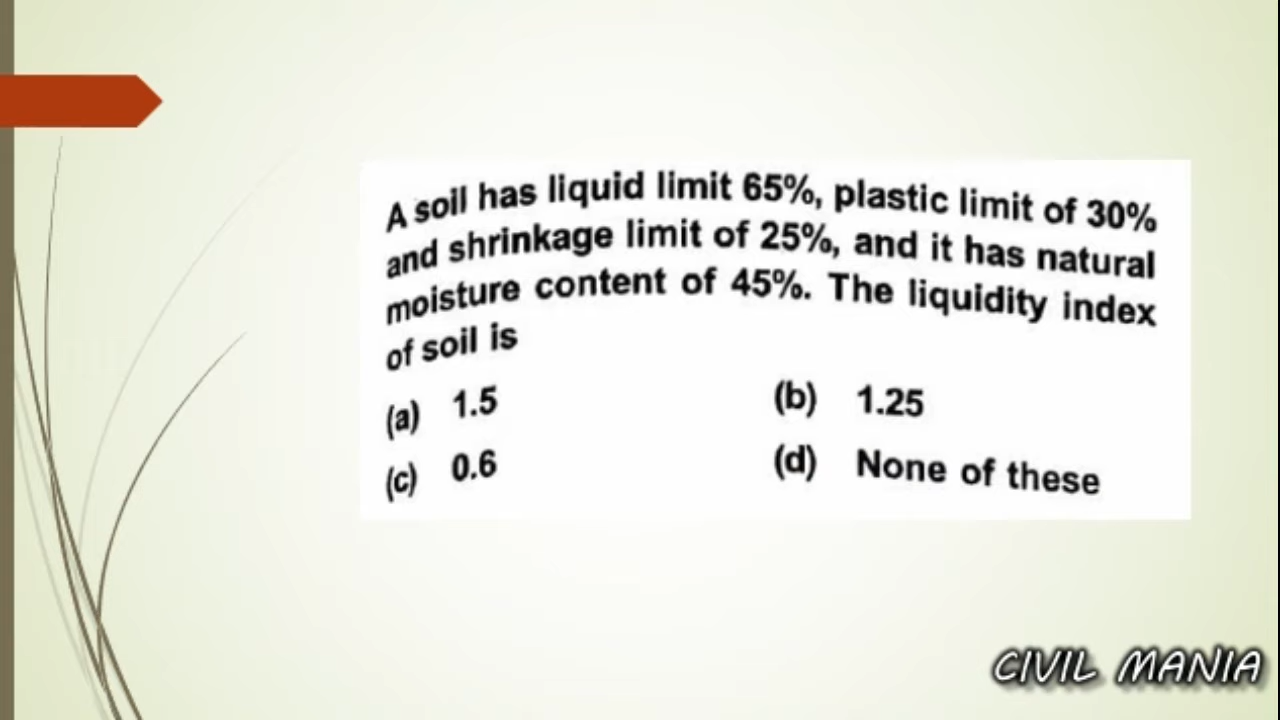 A soil has liquid limit 65%, plastic limit of 30%
and shrinkage limit of 25%, and it has natural
moisture content of 45%. The liquidity index
of soil is
(a) 1.5 (b) 1.25
(c) 0.6 (d) None of these
CIVIL MANIA